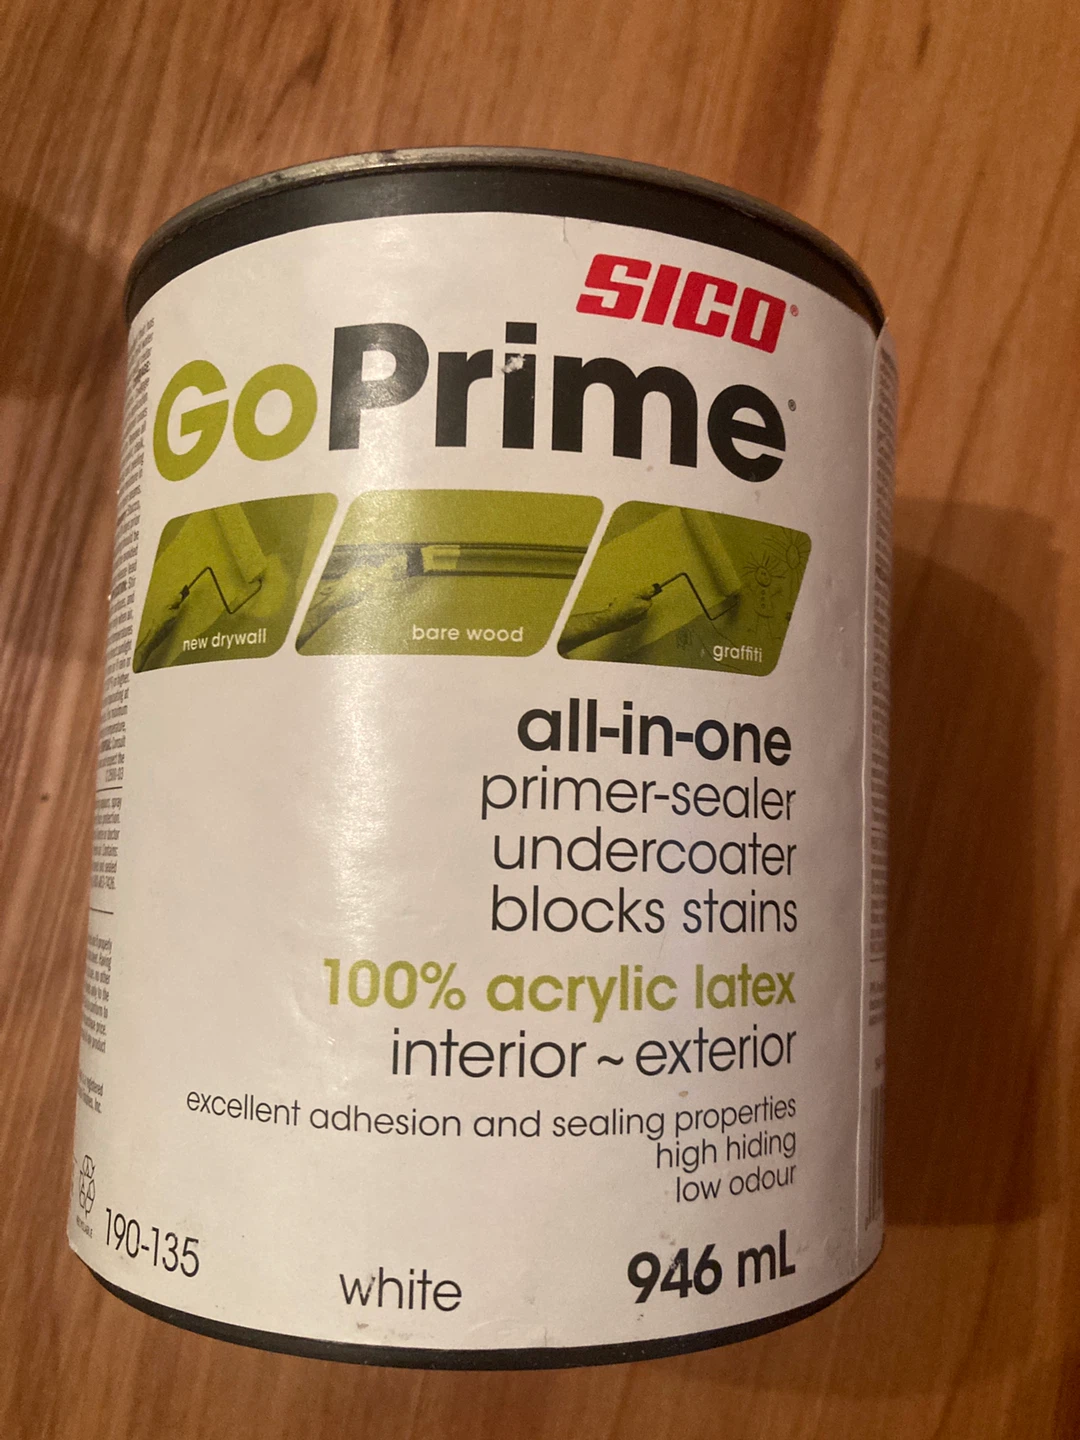 SICO®
GoPrime®
new drywall
bare wood
graffiti
all-in-one
primer-sealer
undercoater
blocks stains
100% acrylic latex
interior ~ exterior
excellent adhesion and sealing properties
high hiding
low odour
190-135
white
946 mL